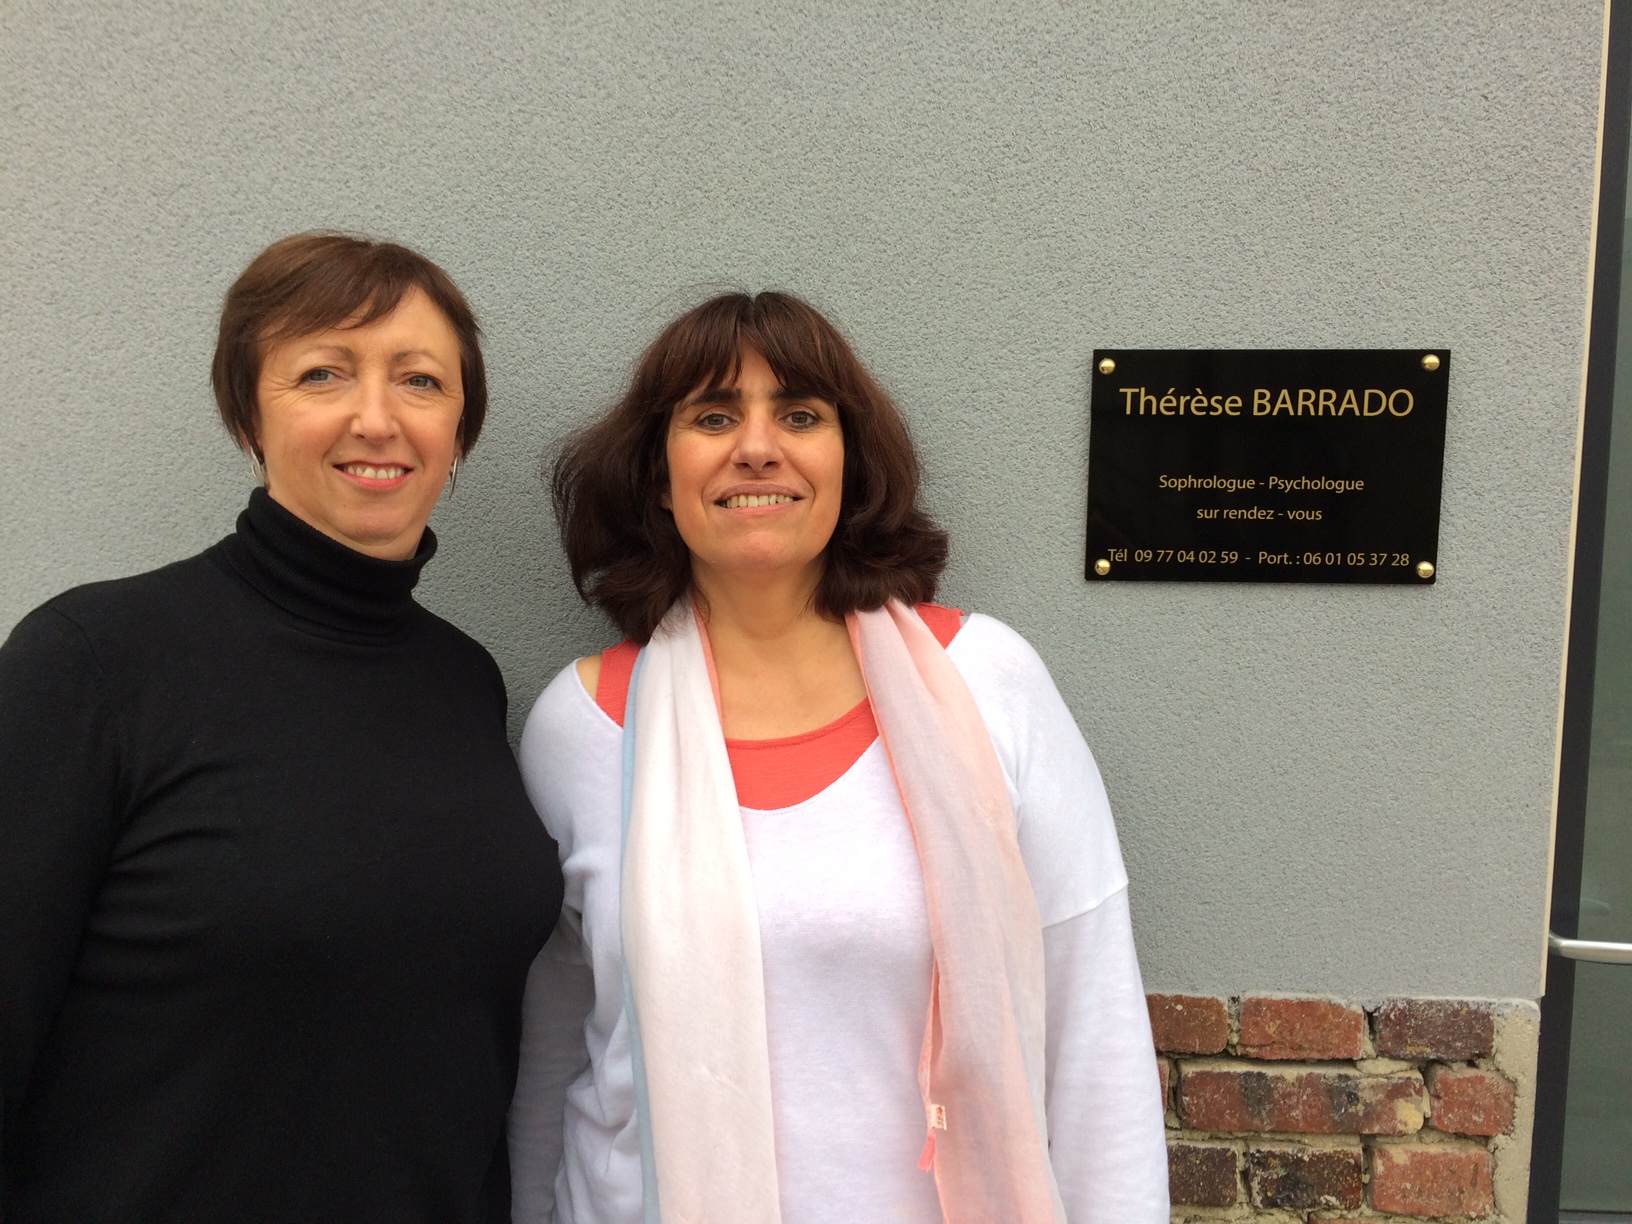 Thérèse BARRADO
Sophrologue - Psychologue
sur rendez - vous
Tél 09 77 04 02 59 - Port. : 06 01 05 37 28